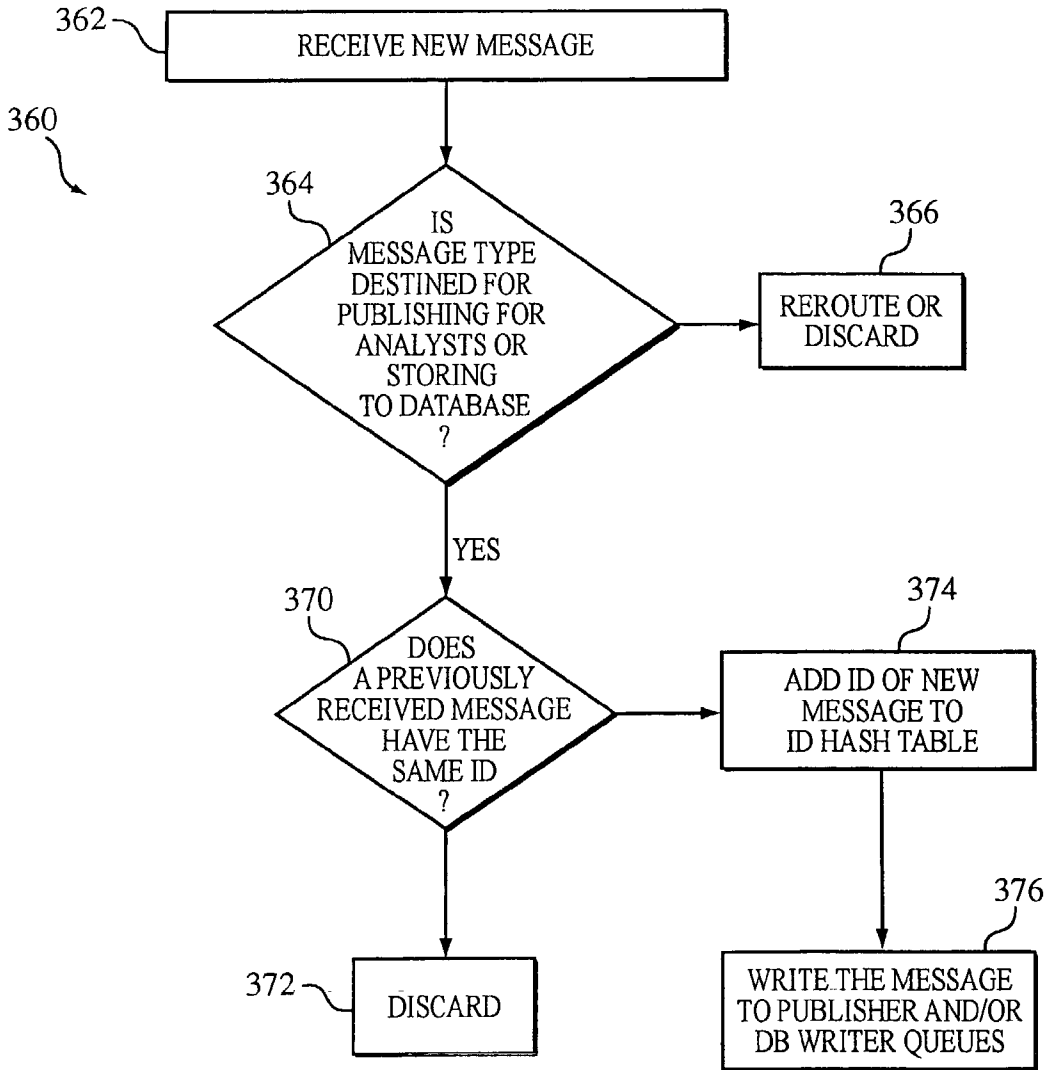 362
RECEIVE NEW MESSAGE
360
364
IS
MESSAGE TYPE
DESTINED FOR
PUBLISHING FOR
ANALYSTS OR
STORING
TO DATABASE
?
366
REROUTE OR
DISCARD
YES
370
DOES
A PREVIOUSLY
RECEIVED MESSAGE
HAVE THE
SAME ID
?
374
ADD ID OF NEW
MESSAGE TO
ID HASH TABLE
372
DISCARD
376
WRITE THE MESSAGE
TO PUBLISHER AND/OR
DB WRITER QUEUES